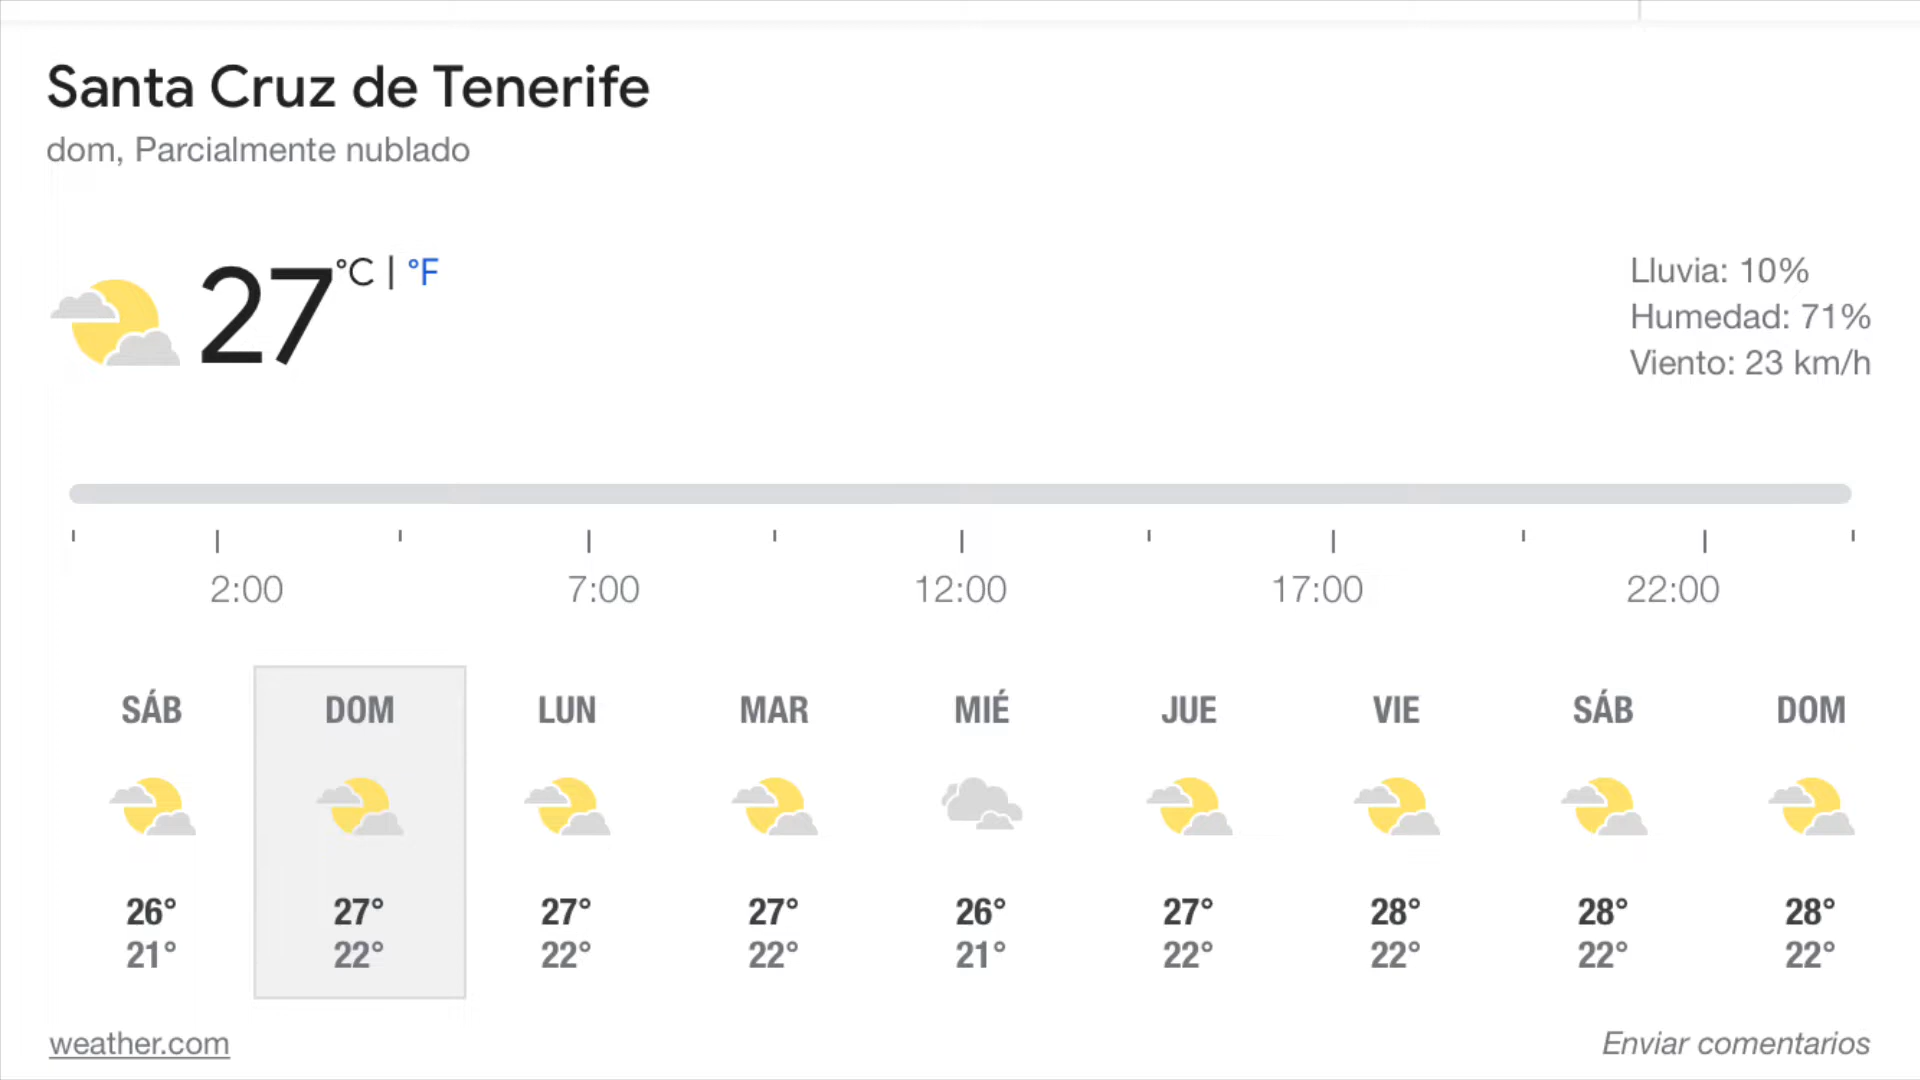 Santa Cruz de Tenerife
dom, Parcialmente nublado
27 °C | °F
Lluvia: 10%
Humedad: 71%
Viento: 23 km/h
2:00 7:00 12:00 17:00 22:00
SÁB DOM LUN MAR MIÉ JUE VIE SÁB DOM
26° 27° 27° 27° 26° 27° 28° 28° 28°
21° 22° 22° 22° 21° 22° 22° 22° 22°
weather.com Enviar comentarios